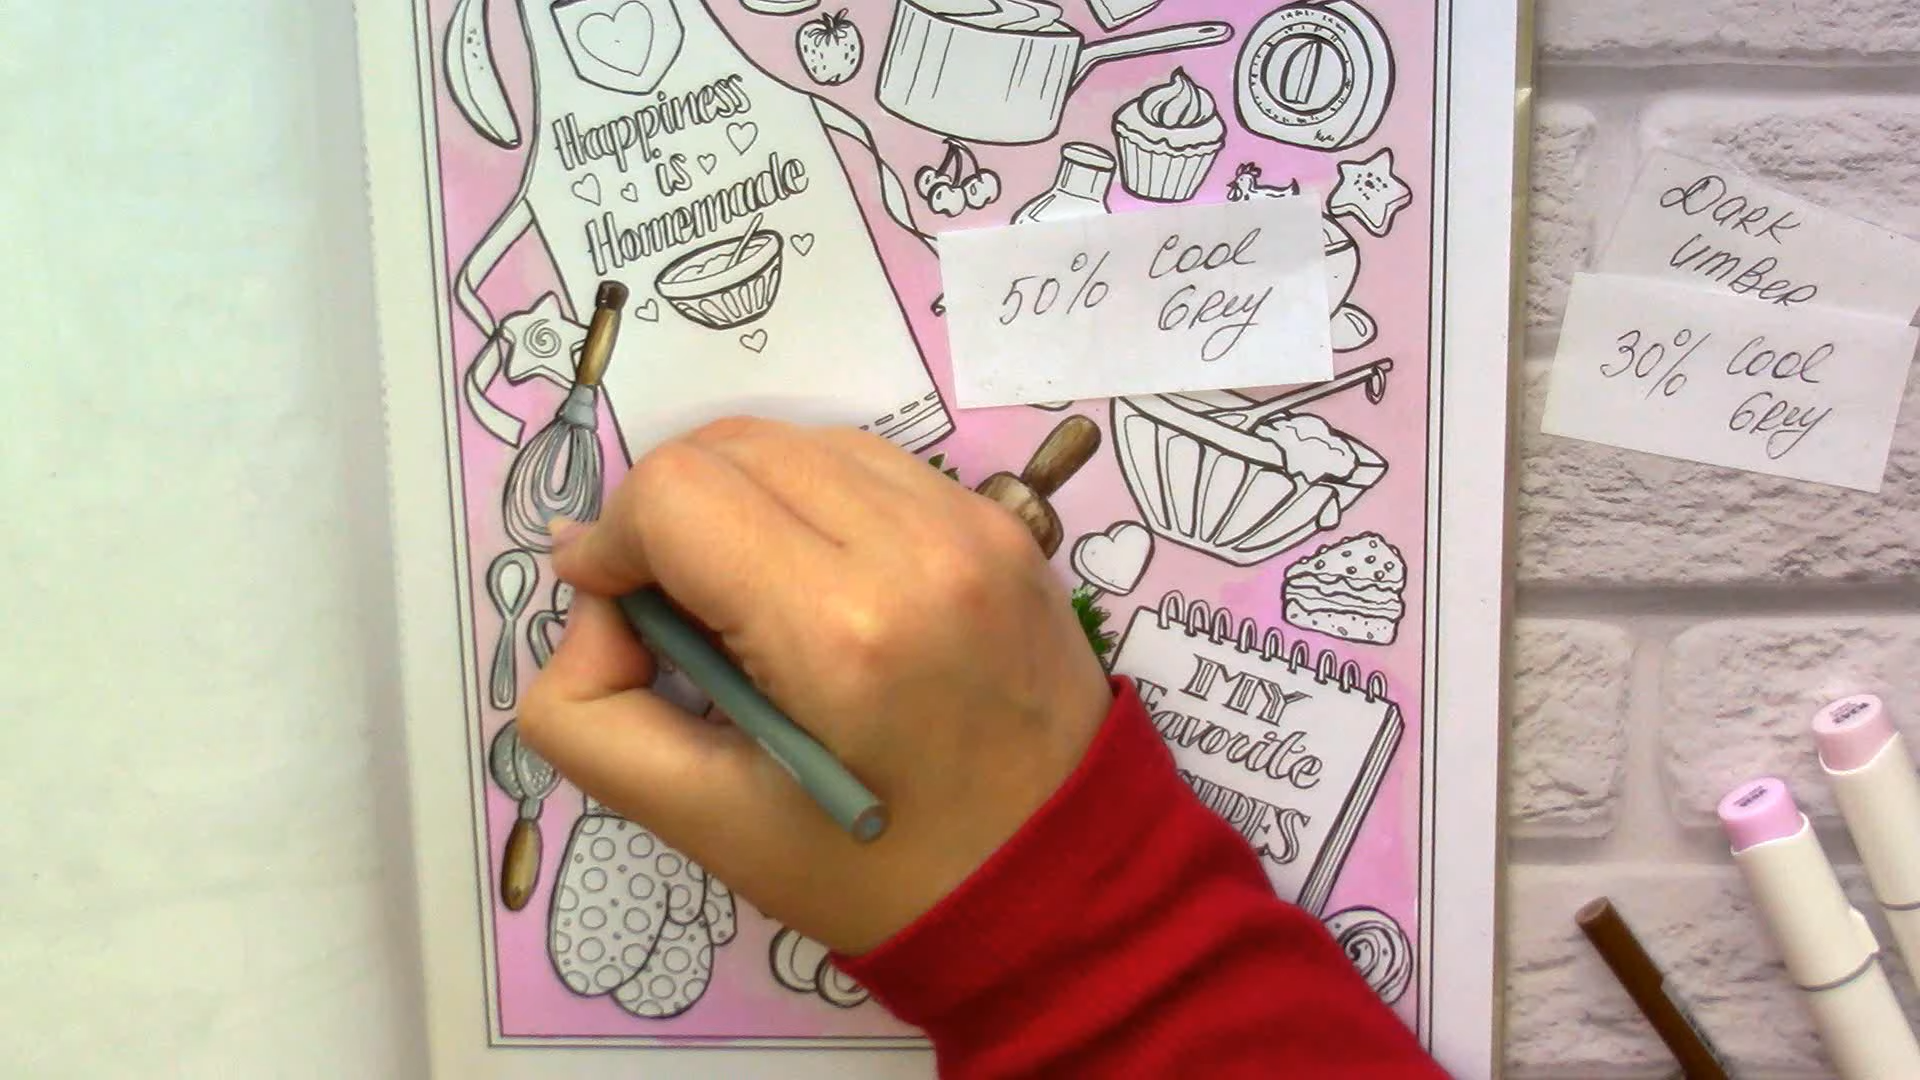 Happiness
is
Homemade
50% Cool
Grey
Dark
Umber
30% Cool
Grey
My
Favorite